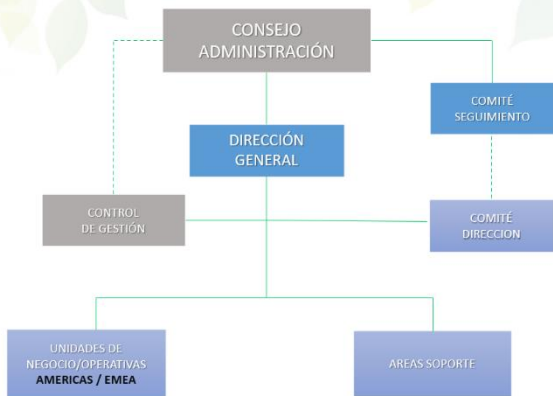 CONSEJO
ADMINISTRACIÓN
COMITÉ
SEGUIMIENTO
DIRECCIÓN
GENERAL
CONTROL
DE GESTIÓN
COMITÉ
DIRECCION
UNIDADES DE
NEGOCIO/OPERATIVAS
AMERICAS / EMEA
AREAS SOPORTE